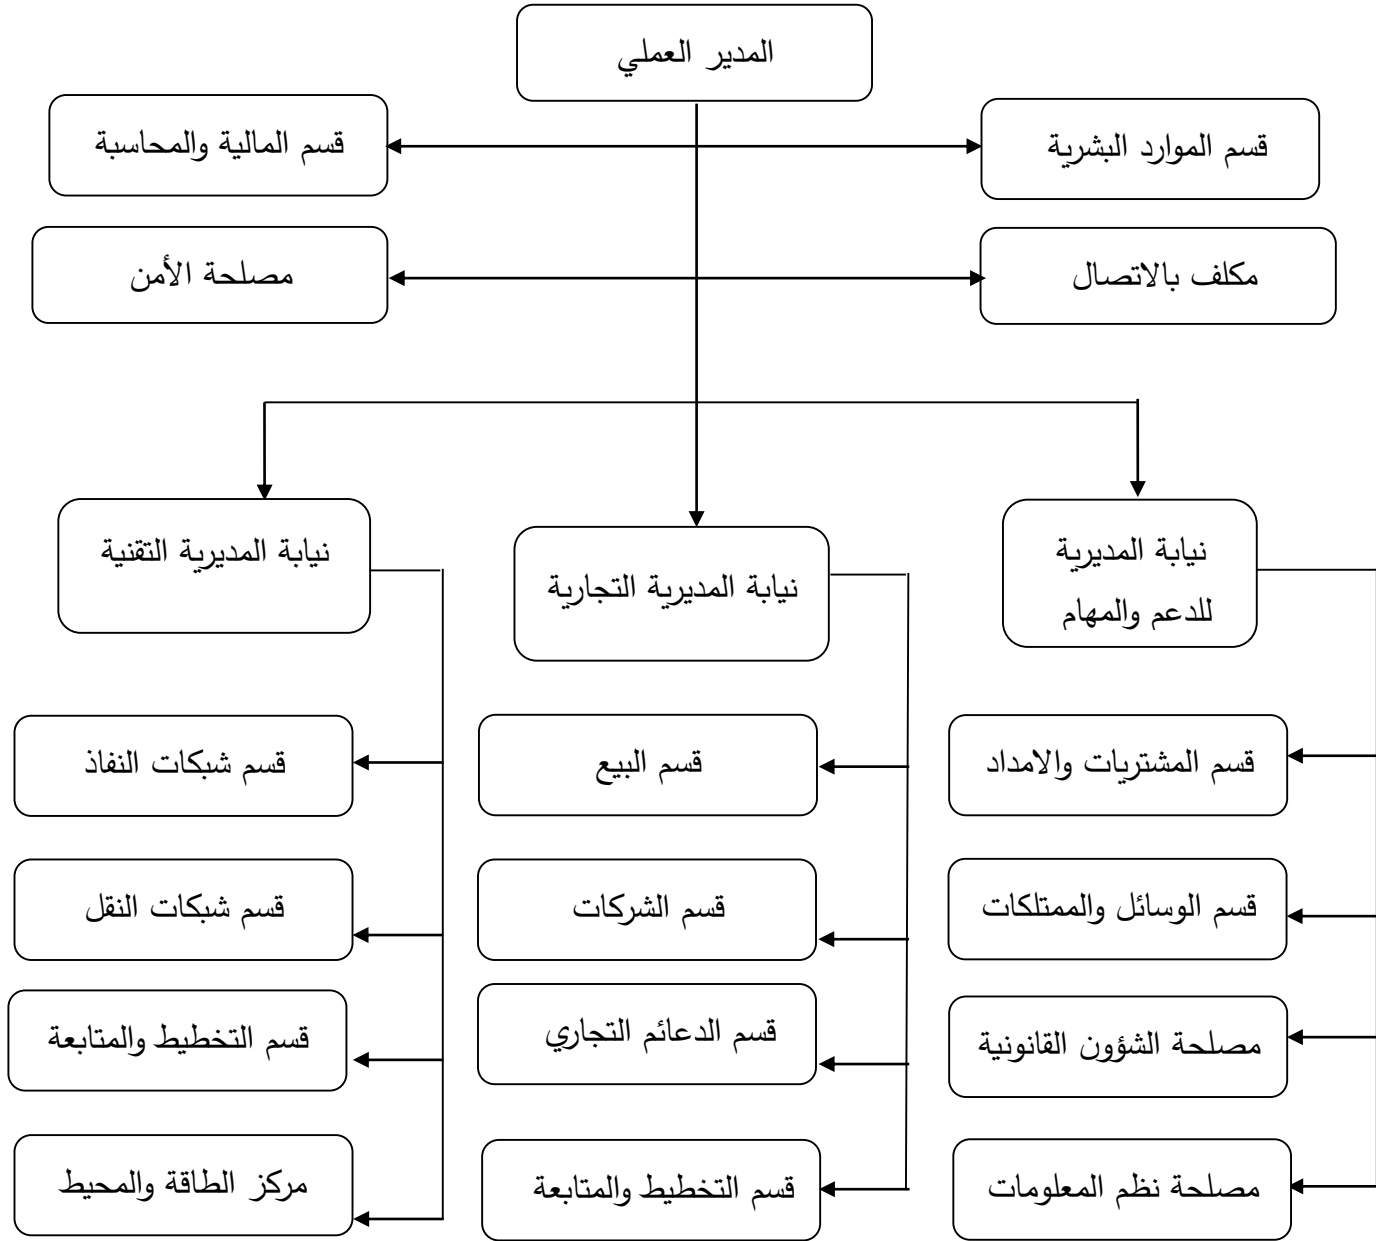 المدير العملي
قسم الموارد البشرية
قسم المالية والمحاسبة
مكلف بالاتصال
مصلحة الأمن
نيابة المديرية
للدعم والمهام
نيابة المديرية التجارية
نيابة المديرية التقنية
قسم المشتريات والامداد
قسم البيع
قسم شبكات النفاذ
قسم الوسائل والممتلكات
قسم الشركات
قسم شبكات النقل
مصلحة الشؤون القانونية
قسم الدعائم التجاري
قسم التخطيط والمتابعة
مصلحة نظم المعلومات
قسم التخطيط والمتابعة
مركز الطاقة والمحيط